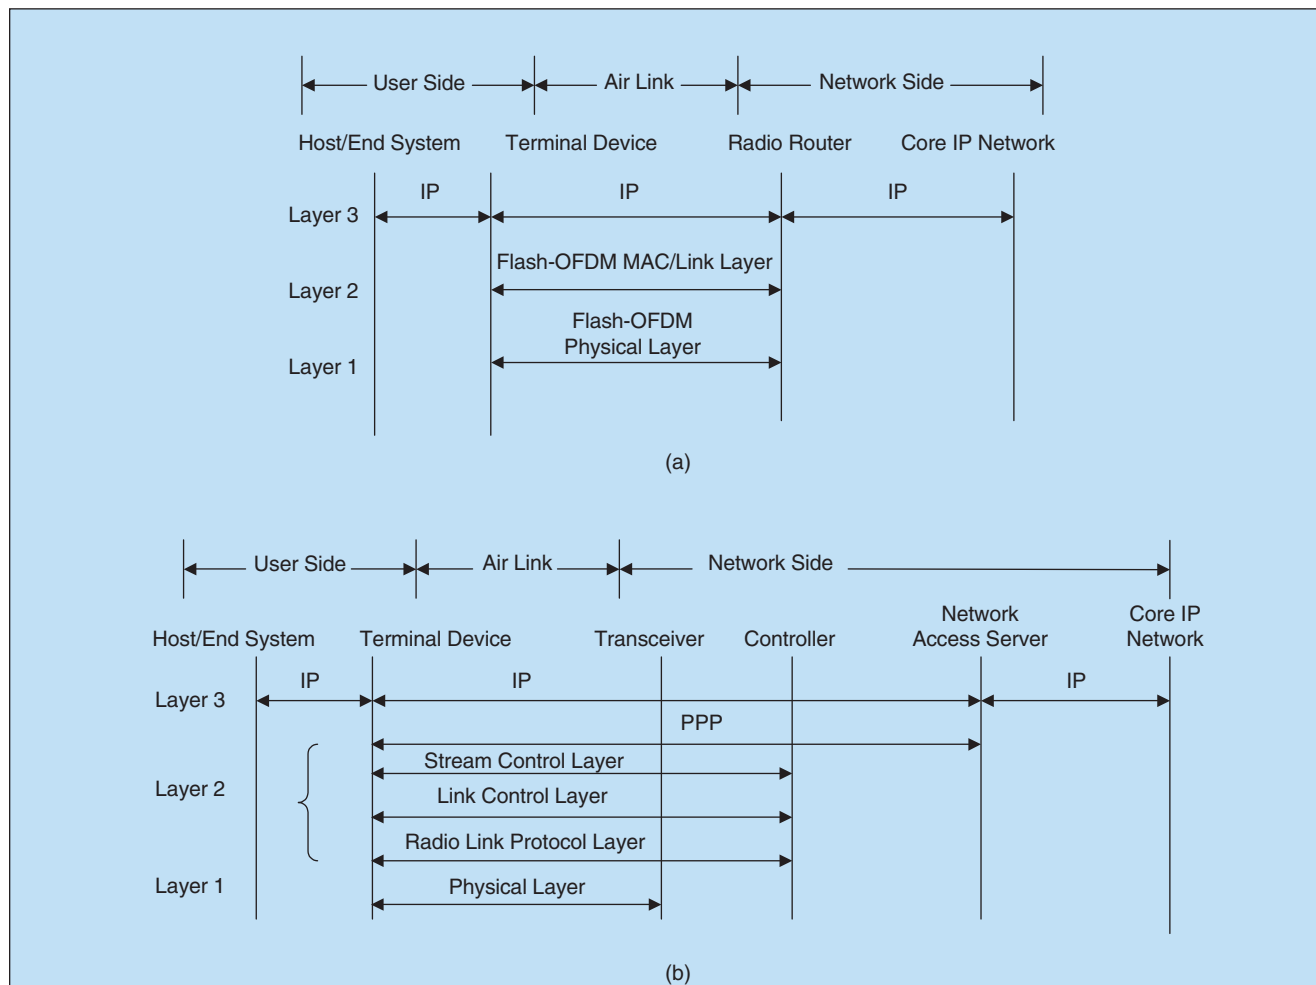 User Side
Air Link
Network Side
Host/End System
Terminal Device
Radio Router
Core IP Network
Layer 3
IP
IP
IP
Layer 2
Flash-OFDM MAC/Link Layer
Layer 1
Flash-OFDM
Physical Layer
(a)
User Side
Air Link
Network Side
Host/End System
Terminal Device
Transceiver
Controller
Network
Access Server
Core IP
Network
Layer 3
IP
IP
IP
PPP
Layer 2
Stream Control Layer
Link Control Layer
Radio Link Protocol Layer
Layer 1
Physical Layer
(b)